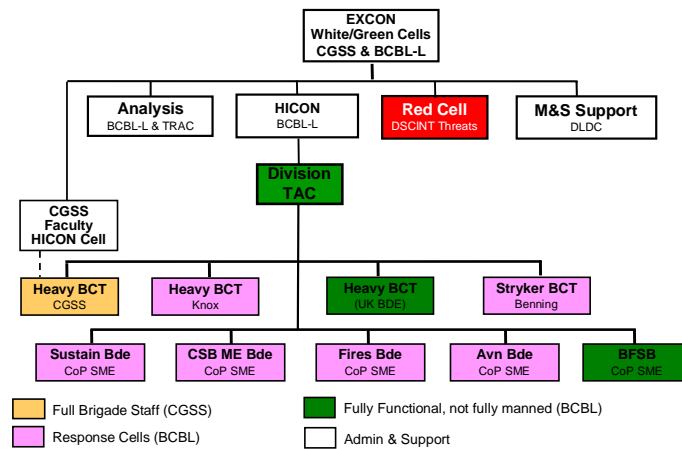 EXCON
White/Green Cells
CGSS & BCBL-L
Analysis
BCBL-L & TRAC
HICON
BCBL-L
Red Cell
DSCINT Threats
M&S Support
DLDC
Division
TAC
CGSS
Faculty
HICON Cell
Heavy BCT
CGSS
Heavy BCT
Knox
Heavy BCT
(UK BDE)
Stryker BCT
Benning
Sustain Bde
CoP SME
CSB ME Bde
CoP SME
Fires Bde
CoP SME
Avn Bde
CoP SME
BFSB
CoP SME
Full Brigade Staff (CGSS)
Fully Functional, not fully manned (BCBL)
Response Cells (BCBL)
Admin & Support